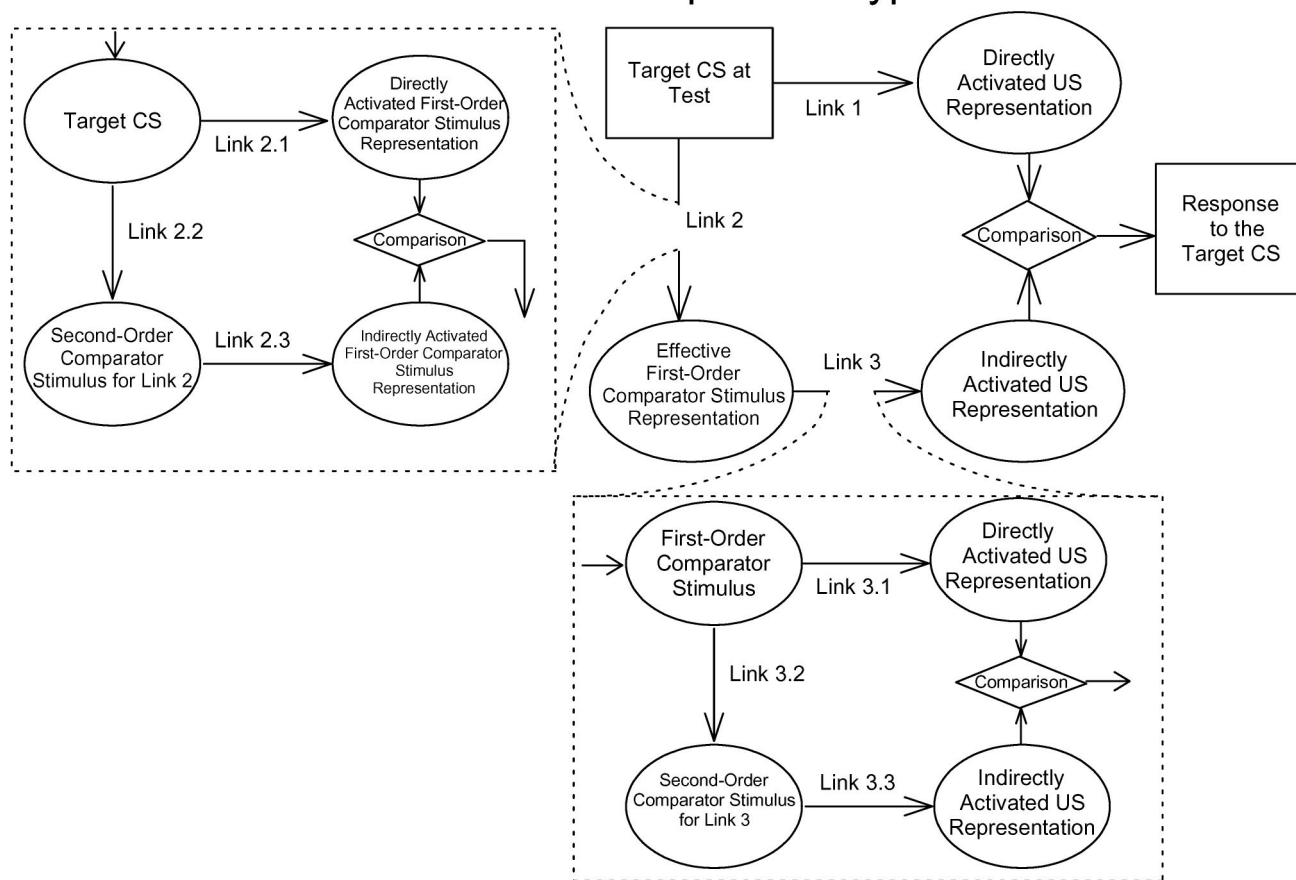 Target CS
Link 2.1
Directly
Activated First-Order
Comparator Stimulus
Representation
Link 2.2
Comparison
Second-Order
Comparator
Stimulus for Link 2
Link 2.3
Indirectly Activated
First-Order Comparator
Stimulus
Representation
Target CS at
Test
Link 1
Directly
Activated US
Representation
Link 2
Comparison
Response
to the
Target CS
Effective
First-Order
Comparator Stimulus
Representation
Link 3
Indirectly
Activated US
Representation
First-Order
Comparator
Stimulus
Link 3.1
Directly
Activated US
Representation
Link 3.2
Comparison
Second-Order
Comparator Stimulus
for Link 3
Link 3.3
Indirectly
Activated US
Representation